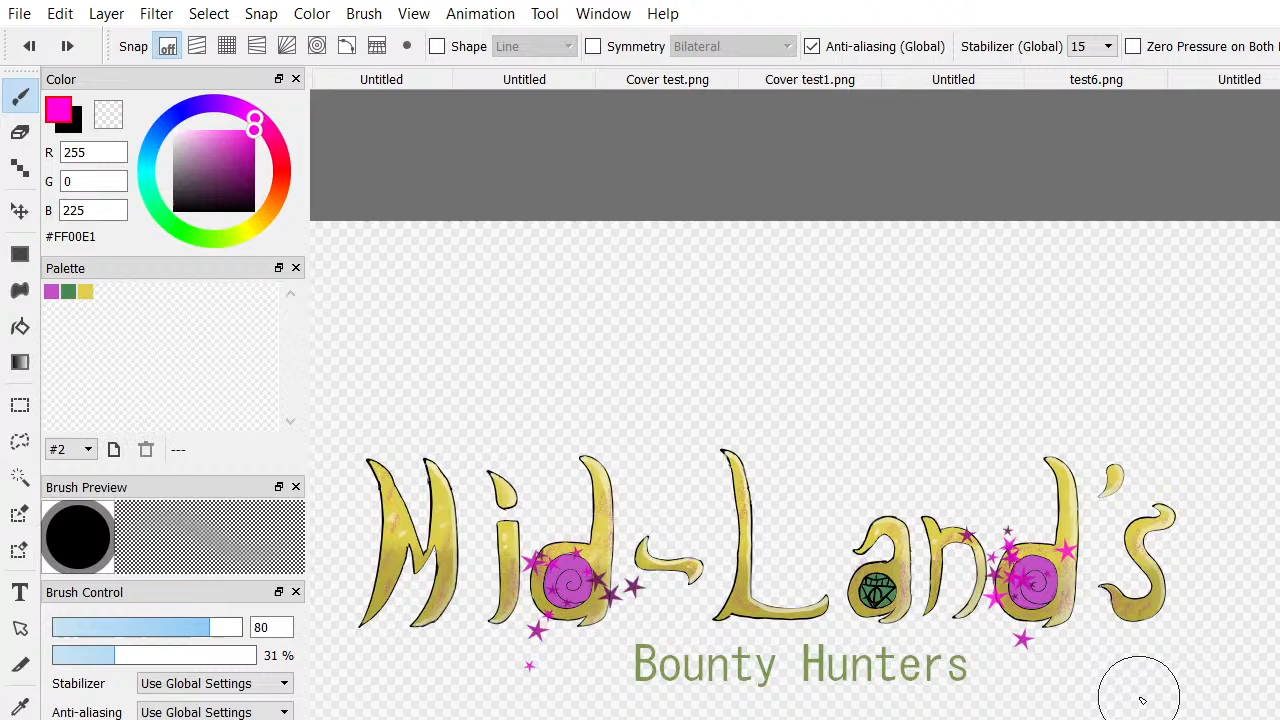 File Edit Layer Filter Select Snap Color Brush View Animation Tool Window Help
Snap off Shape Line Symmetry Bilateral Anti-aliasing (Global) Stabilizer (Global) 15 Zero Pressure on Both
Untitled Untitled Cover test.png Cover test1.png Untitled test6.png Untitled
Color
R 255
G 0
B 225
#FF00E1
Palette
#2 ---
Brush Preview
Brush Control
80
31 %
Stabilizer Use Global Settings
Anti-aliasing Use Global Settings
Mid~Land's
Bounty Hunters